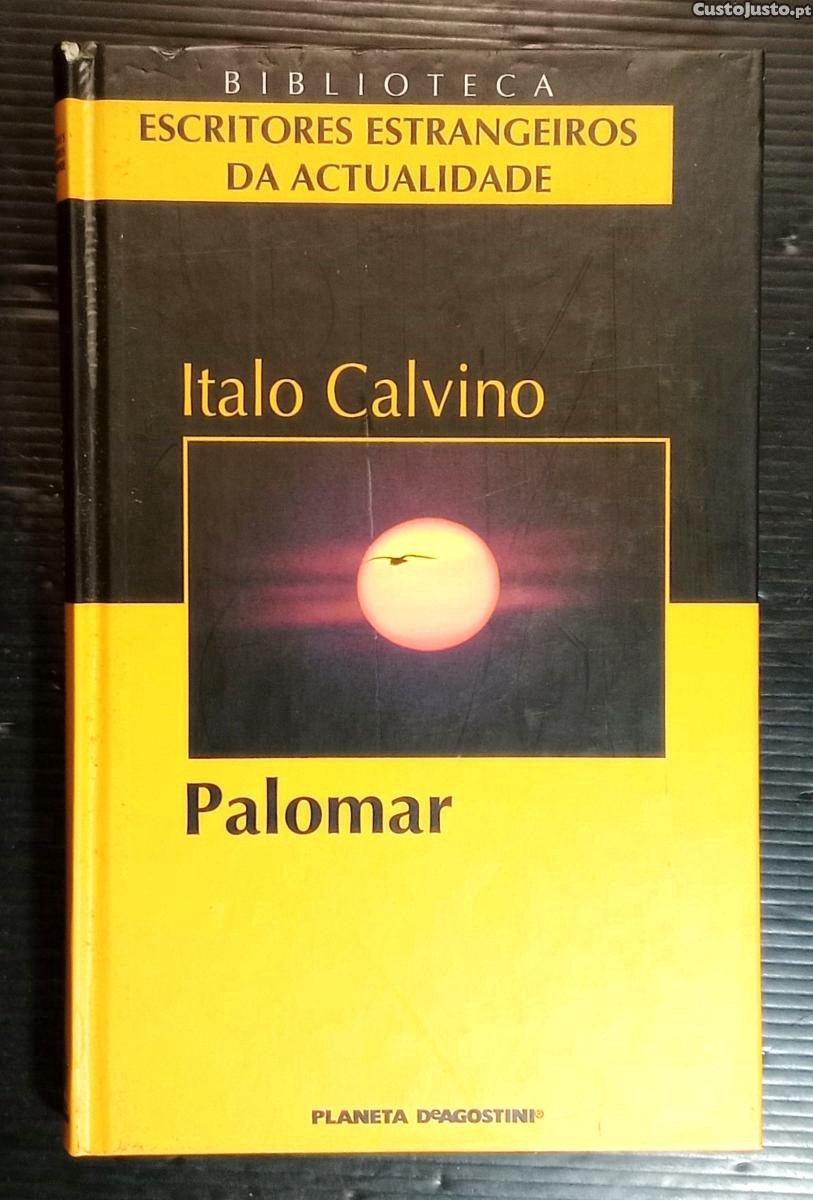 CustoJusto.pt
BIBLIOTECA
ESCRITORES ESTRANGEIROS
DA ACTUALIDADE
Italo Calvino
Palomar
PLANETA DeAGOSTINI®